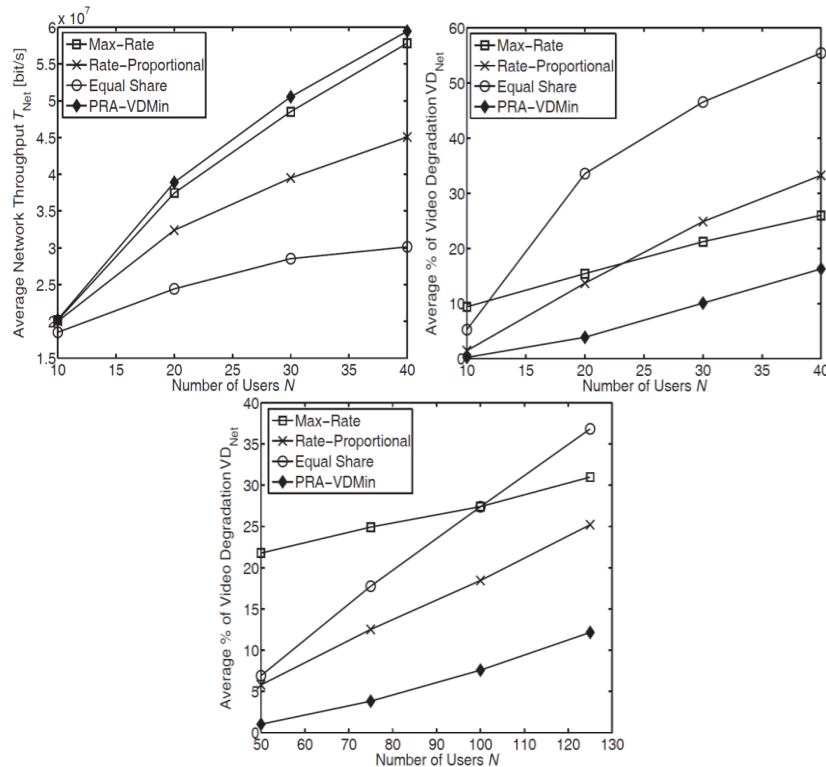 x 10^7
Average Network Throughput T_Net [bit/s]
6
5.5
5
4.5
4
3.5
3
2.5
2
1.5
Max-Rate
Rate-Proportional
Equal Share
PRA-VDMin
10 15 20 25 30 35 40
Number of Users N
Average % of Video Degradation VD_Net
60
50
40
30
20
10
0
Max-Rate
Rate-Proportional
Equal Share
PRA-VDMin
10 15 20 25 30 35 40
Number of Users N
Average % of Video Degradation VD_Net
40
35
30
25
20
15
10
5
0
Max-Rate
Rate-Proportional
Equal Share
PRA-VDMin
50 60 70 80 90 100 110 120 130
Number of Users N